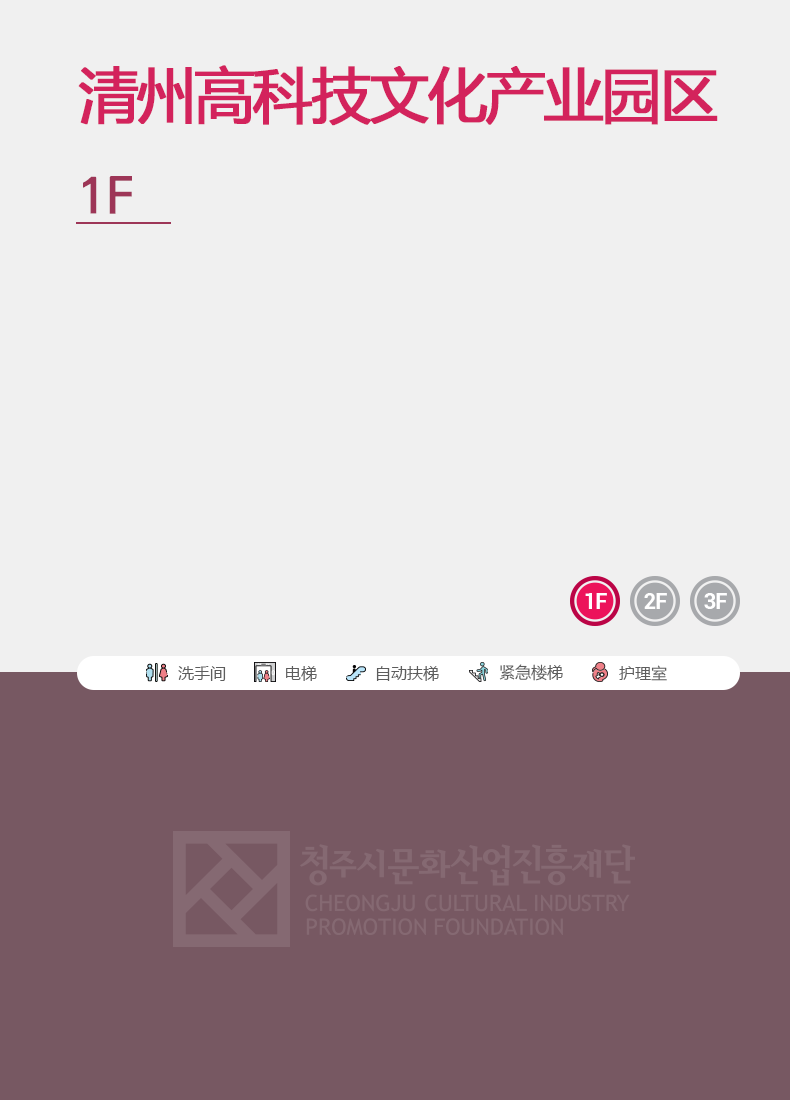 清州高科技文化产业园区
1F
1F 2F 3F
洗手间 电梯 自动扶梯 紧急楼梯 护理室
청주시문화산업진흥재단
CHEONGJU CULTURAL INDUSTRY
PROMOTION FOUNDATION